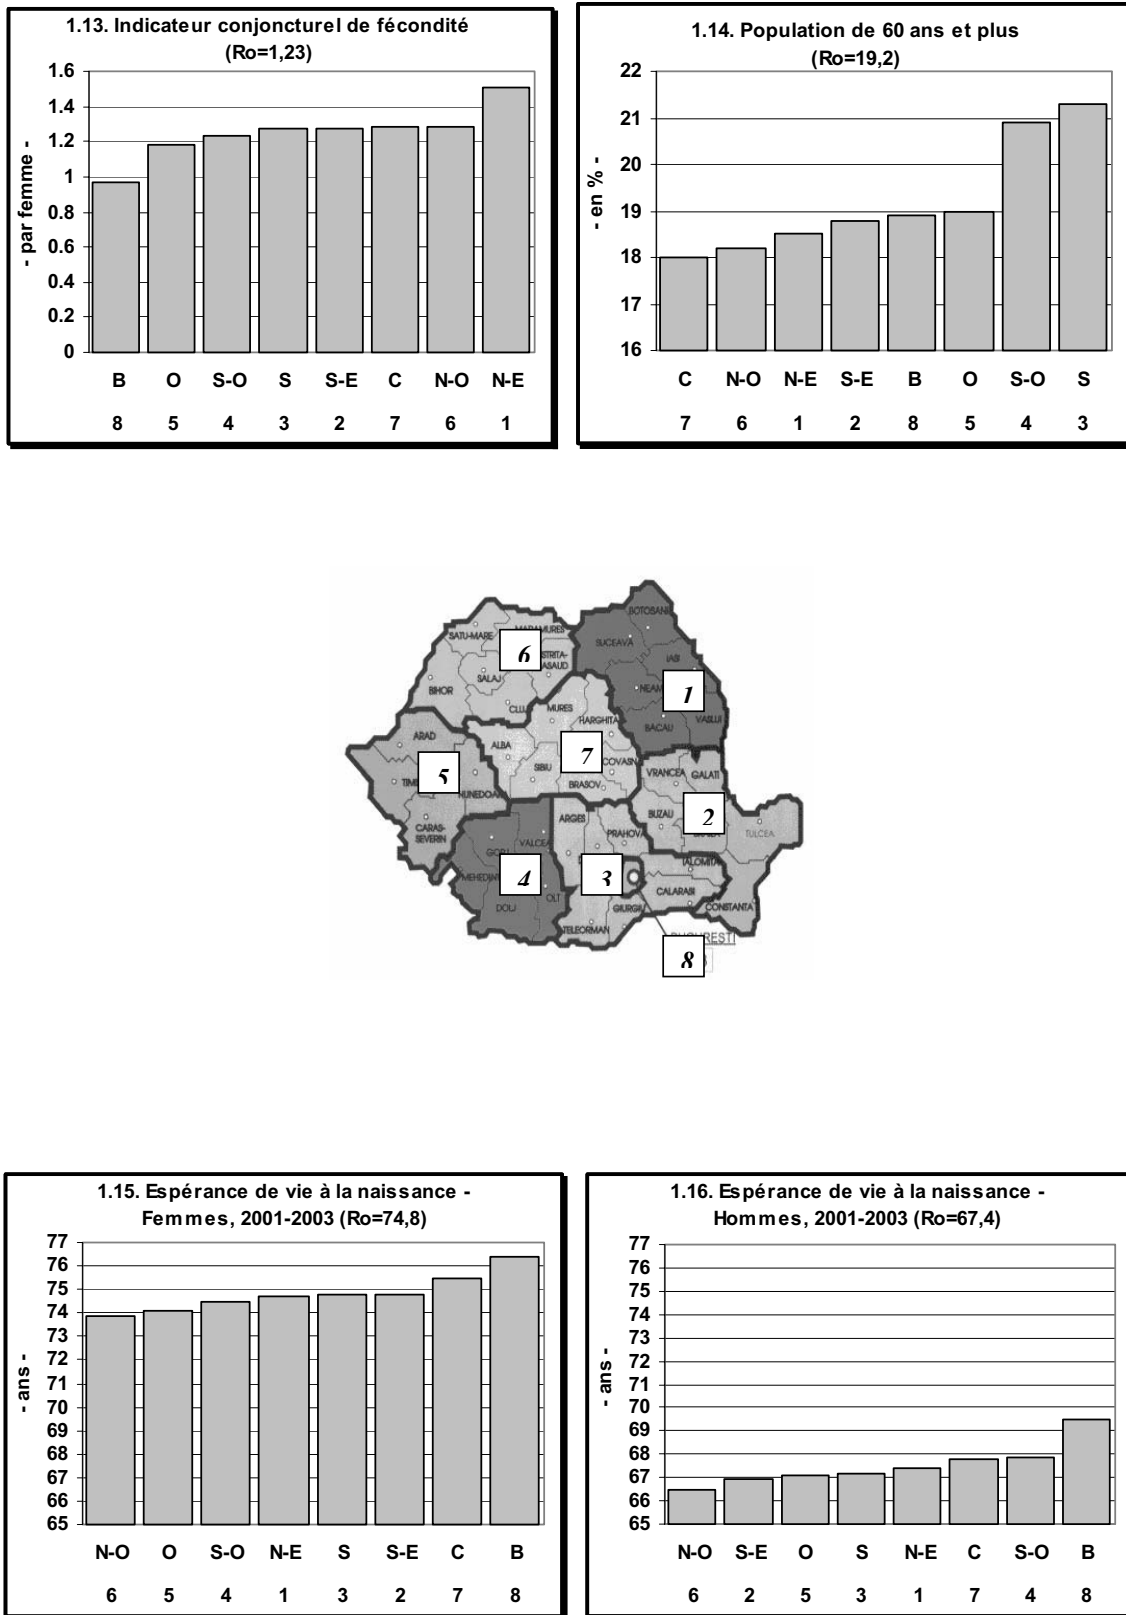 1.13. Indicateur conjoncturel de fécondité
(Ro=1,23)
- par femme -
1.6
1.4
1.2
1
0.8
0.6
0.4
0.2
0
B O S-O S S-E C N-O N-E
8 5 4 3 2 7 6 1
1.14. Population de 60 ans et plus
(Ro=19,2)
- en % -
22
21
20
19
18
17
16
C N-O N-E S-E B O S-O S
7 6 1 2 8 5 4 3
BOTOSANI
SATU-MARE
SUCEAVA
6
IASI
SALAJ
BIHOR
1
CLUJ
MURES
HARGHITA
BACAU
VASLUI
ARAD
ALBA
7
5
SIBIU
COVASNA
VRANCEA
GALATI
HUNEDOARA
BRASOV
BUZAU
2
TULCEA
CARAS-
SEVERIN
ARGES
PRAHOVA
VALCEA
GORJ
IALOMITA
4
3
CALARASI
OLT
DOLJ
GIURGIU
CONSTANTA
TELEORMAN
8
1.15. Espérance de vie à la naissance -
Femmes, 2001-2003 (Ro=74,8)
- ans -
77
76
75
74
73
72
71
70
69
68
67
66
65
N-O O S-O N-E S S-E C B
6 5 4 1 3 2 7 8
1.16. Espérance de vie à la naissance -
Hommes, 2001-2003 (Ro=67,4)
- ans -
77
76
75
74
73
72
71
70
69
68
67
66
65
N-O S-E O S N-E C S-O B
6 2 5 3 1 7 4 8